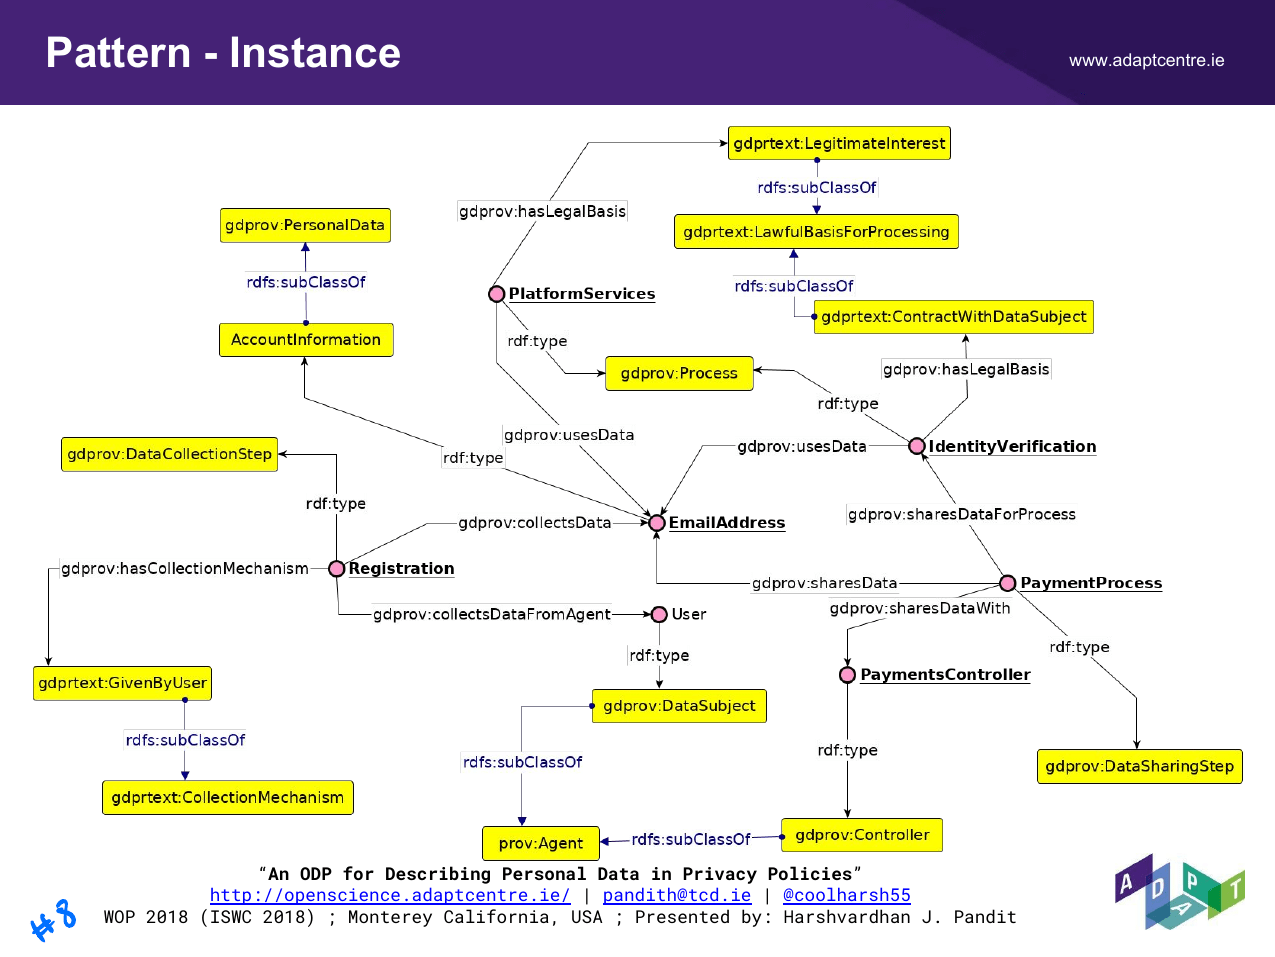 Pattern - Instance
www.adaptcentre.ie
gdprtext:LegitimateInterest
rdfs:subClassOf
gdprov:hasLegalBasis
gdprov:PersonalData
gdprtext:LawfulBasisForProcessing
rdfs:subClassOf
rdfs:subClassOf
PlatformServices
gdprtext:ContractWithDataSubject
AccountInformation
rdf:type
gdprov:Process
gdprov:hasLegalBasis
rdf:type
gdprov:usesData
gdprov:usesData
IdentityVerification
gdprov:DataCollectionStep
rdf:type
rdf:type
gdprov:sharesDataForProcess
gdprov:collectsData
EmailAddress
gdprov:hasCollectionMechanism
Registration
gdprov:sharesData
PaymentProcess
gdprov:collectsDataFromAgent
User
gdprov:sharesDataWith
rdf:type
rdf:type
PaymentsController
gdprtext:GivenByUser
gdprov:DataSubject
rdfs:subClassOf
rdfs:subClassOf
rdf:type
gdprov:DataSharingStep
gdprtext:CollectionMechanism
prov:Agent
rdfs:subClassOf
gdprov:Controller
“An ODP for Describing Personal Data in Privacy Policies”
http://openscience.adaptcentre.ie/ | pandith@tcd.ie | @coolharsh55
WOP 2018 (ISWC 2018) ; Monterey California, USA ; Presented by: Harshvardhan J. Pandit
#8
ADAPT